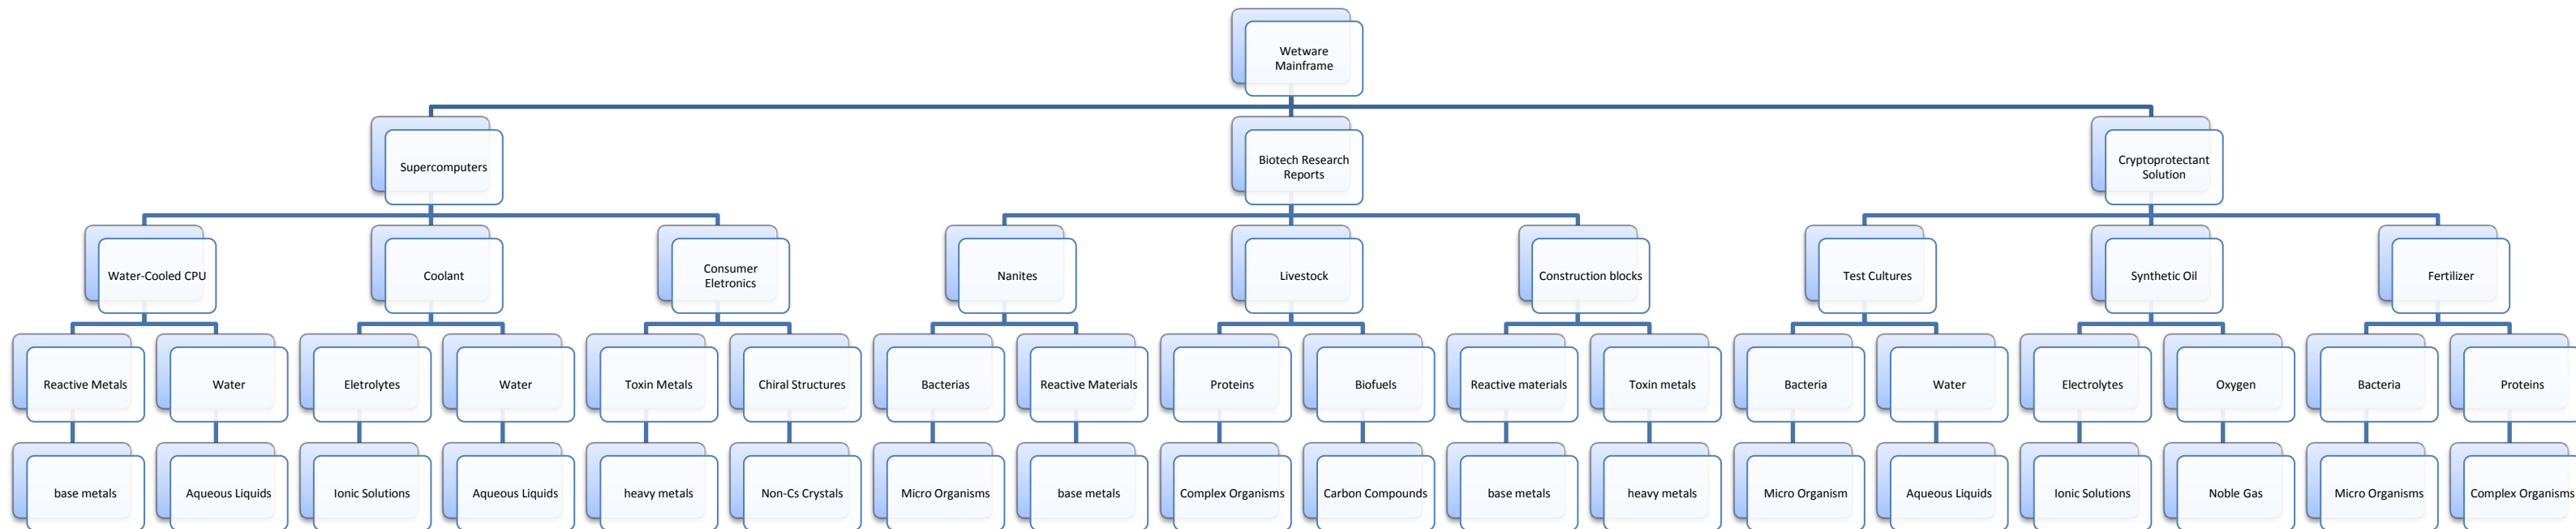 Wetware
Mainframe
Supercomputers
Biotech Research
Reports
Cryptoprotectant
Solution
Water-Cooled CPU
Coolant
Consumer
Eletronics
Nanites
Livestock
Construction blocks
Test Cultures
Synthetic Oil
Fertilizer
Reactive Metals
Water
Eletrolytes
Water
Toxin Metals
Chiral Structures
Bacterias
Reactive Materials
Proteins
Biofuels
Reactive materials
Toxin metals
Bacteria
Water
Electrolytes
Oxygen
Bacteria
Proteins
base metals
Aqueous Liquids
Ionic Solutions
Aqueous Liquids
heavy metals
Non-Cs Crystals
Micro Organisms
base metals
Complex Organisms
Carbon Compounds
base metals
heavy metals
Micro Organism
Aqueous Liquids
Ionic Solutions
Noble Gas
Micro Organisms
Complex Organisms